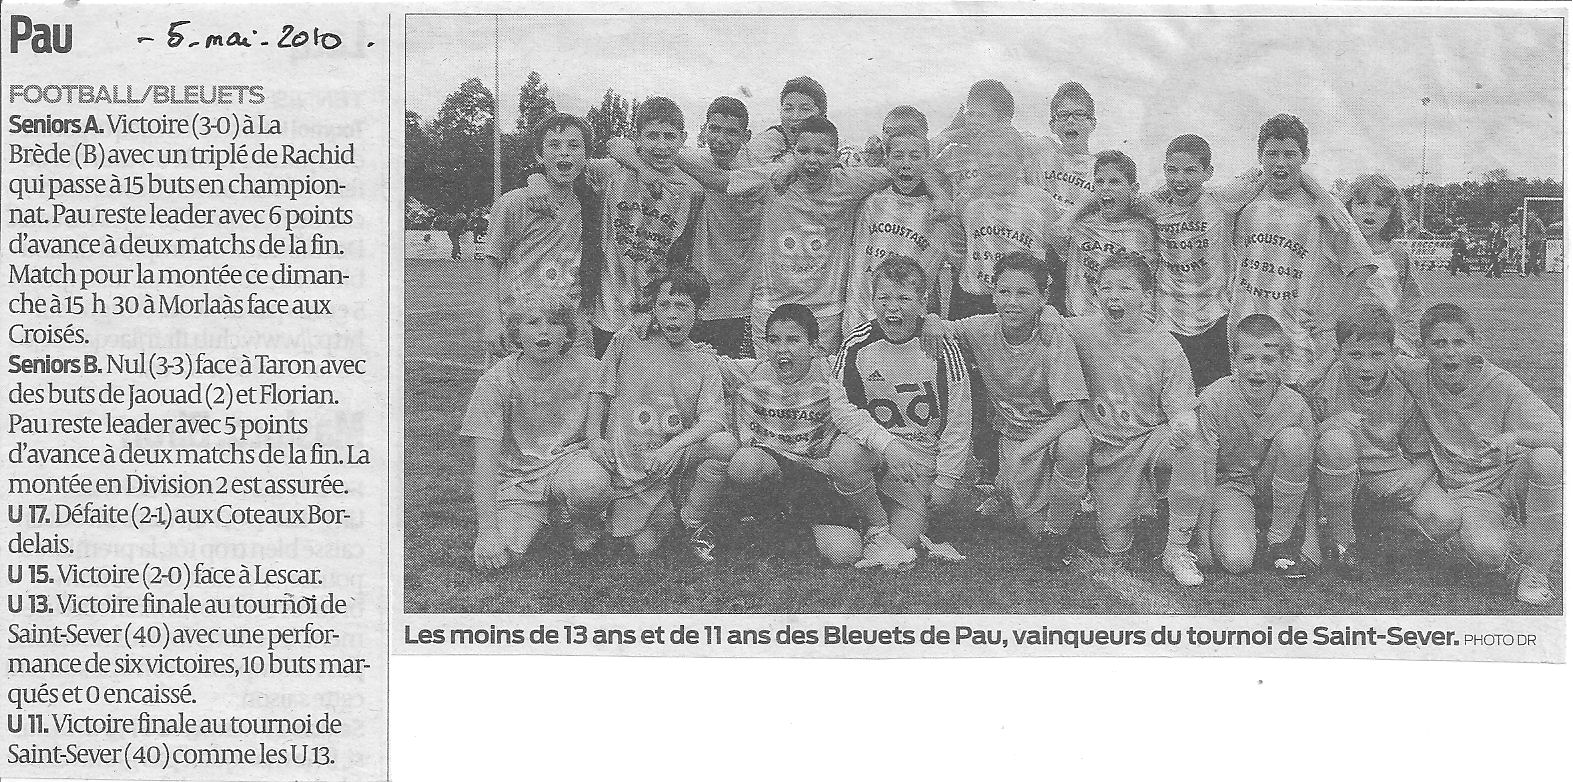 Pau
- 5 - mai - 2010 .
FOOTBALL/BLEUETS
Seniors A. Victoire (3-0) à La
Brède (B) avec un triplé de Rachid
qui passe à 15 buts en champion-
nat. Pau reste leader avec 6 points
d'avance à deux matchs de la fin.
Match pour la montée ce diman-
che à 15 h 30 à Morlaàs face aux
Croisés.
Seniors B. Nul (3-3) face à Taron avec
des buts de Jaouad (2) et Florian.
Pau reste leader avec 5 points
d'avance à deux matchs de la fin. La
montée en Division 2 est assurée.
U 17. Défaite (2-1) aux Coteaux Bor-
delais.
U 15. Victoire (2-0) face à Lescar.
U 13. Victoire finale au tournoi de
Saint-Sever (40) avec une perfor-
mance de six victoires, 10 buts mar-
qués et 0 encaissé.
U 11. Victoire finale au tournoi de
Saint-Sever (40) comme les U 13.
GARAGE
LACOUSTASSE
LACOUSTASSE
PENTURE
adidas
Les moins de 13 ans et de 11 ans des Bleuets de Pau, vainqueurs du tournoi de Saint-Sever. PHOTO DR